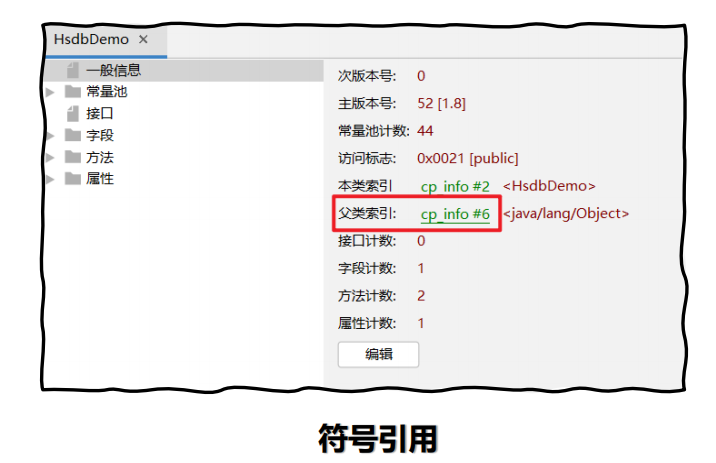 HsdbDemo ×
一般信息
常量池
接口
字段
方法
属性
次版本号: 0
主版本号: 52 [1.8]
常量池计数: 44
访问标志: 0x0021 [public]
本类索引 cp_info #2 <HsdbDemo>
父类索引: cp_info #6 <java/lang/Object>
接口计数: 0
字段计数: 1
方法计数: 2
属性计数: 1
编辑
符号引用